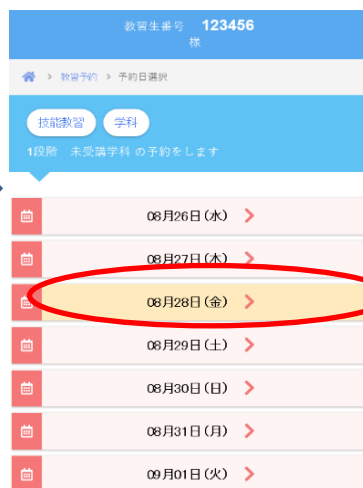 教習生番号 123456
様
> 教習予約 > 予約日選択
技能教習 学科
1段階 未受講学科 の予約をします
08月26日(水)
08月27日(木)
08月28日(金)
08月29日(土)
08月30日(日)
08月31日(月)
09月01日(火)